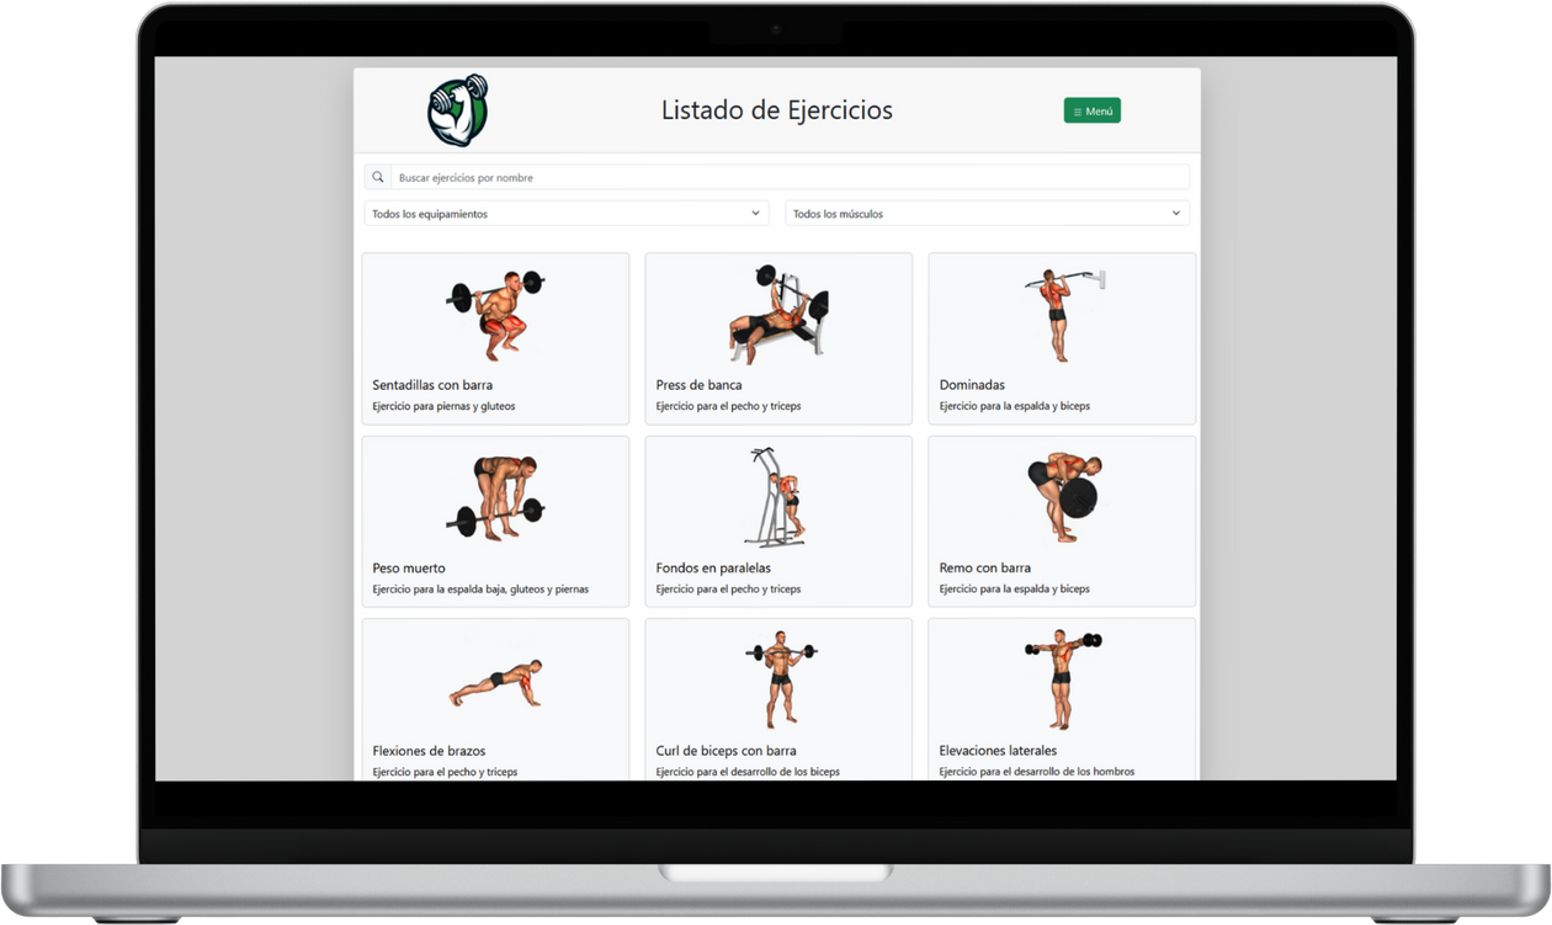 Listado de Ejercicios
Menú
Buscar ejercicios por nombre
Todos los equipamientos
Todos los músculos
Sentadillas con barra
Ejercicio para piernas y gluteos
Press de banca
Ejercicio para el pecho y triceps
Dominadas
Ejercicio para la espalda y biceps
Peso muerto
Ejercicio para la espalda baja, gluteos y piernas
Fondos en paralelas
Ejercicio para el pecho y triceps
Remo con barra
Ejercicio para la espalda y biceps
Flexiones de brazos
Ejercicio para el pecho y triceps
Curl de biceps con barra
Ejercicio para el desarrollo de los biceps
Elevaciones laterales
Ejercicio para el desarrollo de los hombros